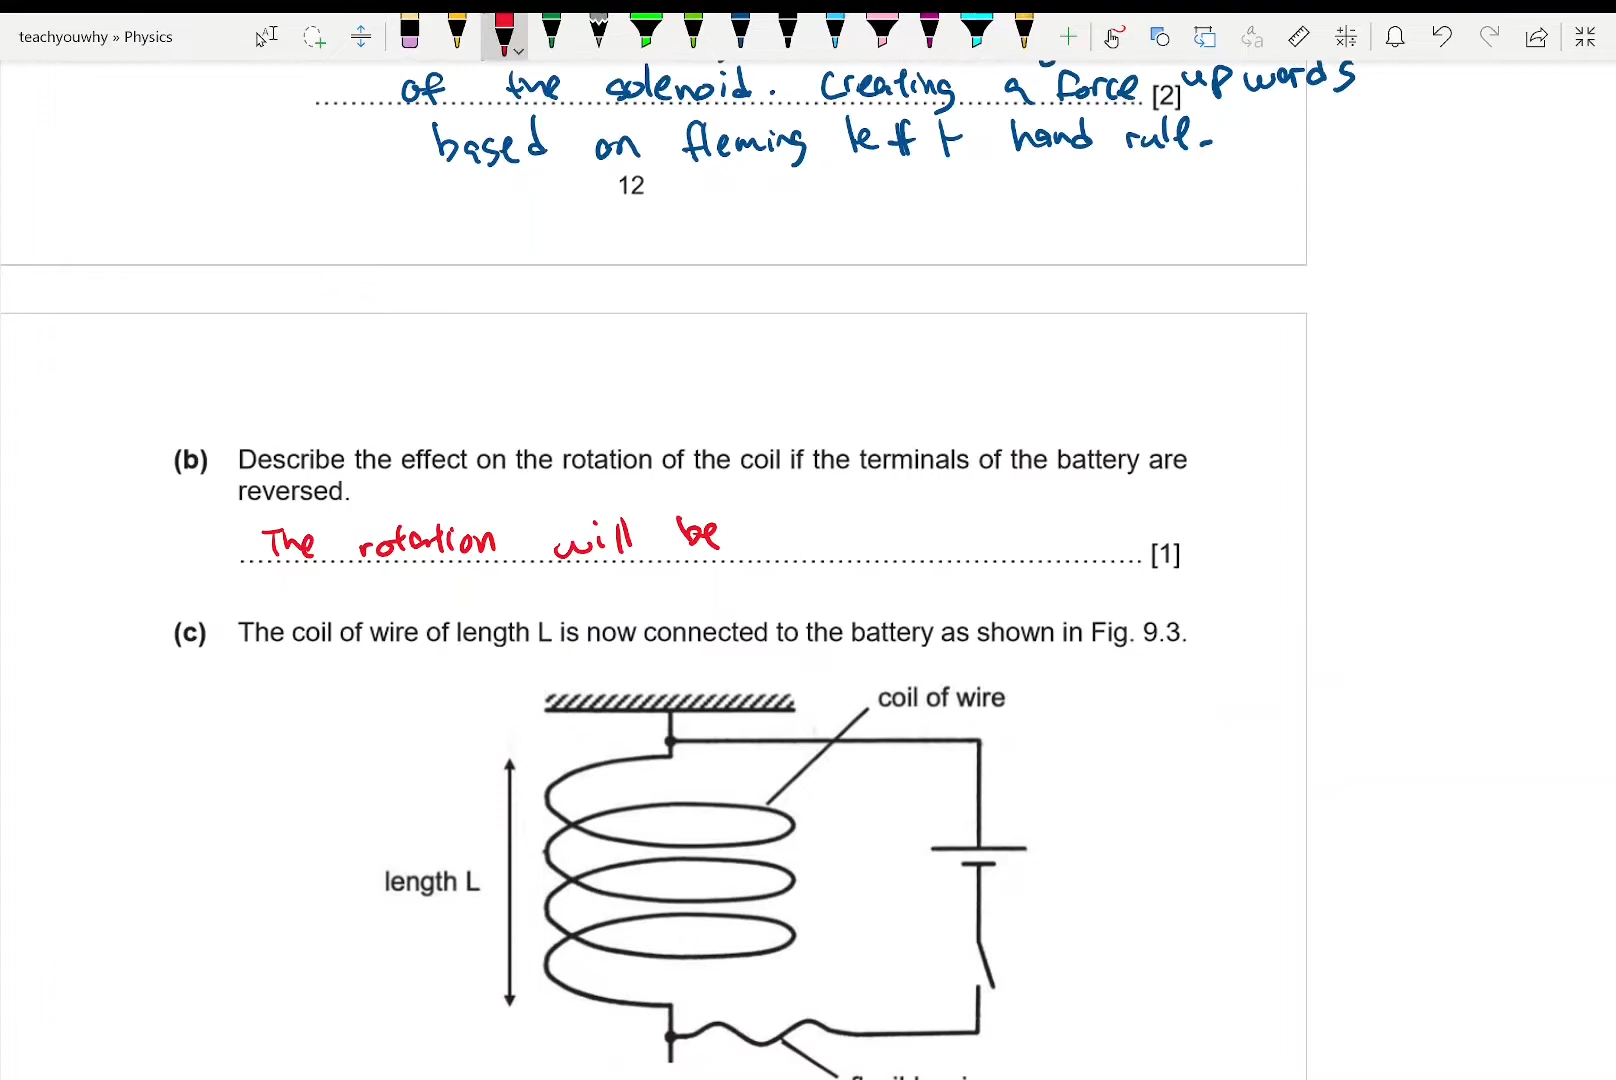 teachyouwhy » Physics
of the solenoid. Creating a force upwords
[2]
based on fleming left hand rule.
12
(b) Describe the effect on the rotation of the coil if the terminals of the battery are
reversed.
The rotation will be
[1]
(c) The coil of wire of length L is now connected to the battery as shown in Fig. 9.3.
coil of wire
length L